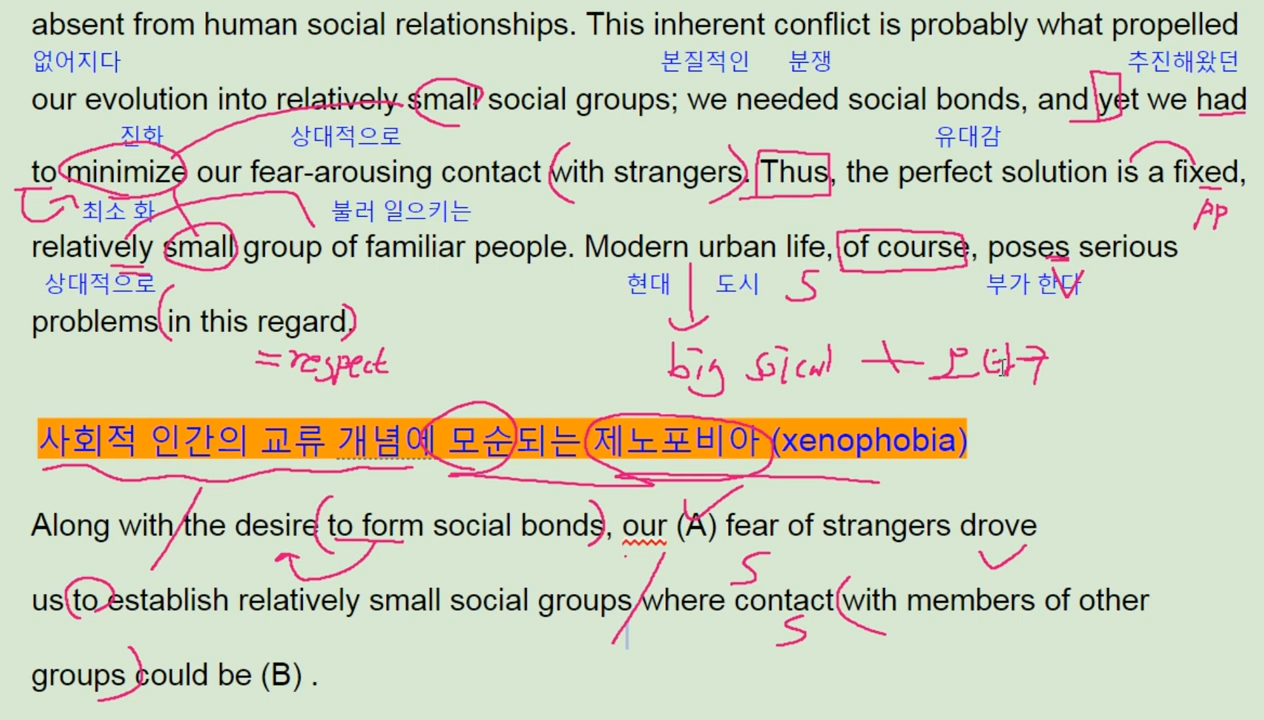 absent from human social relationships. This inherent conflict is probably what propelled
없어지다 본질적인 분쟁 추진해왔던
our evolution into relatively small social groups; we needed social bonds, and yet we had
진화 상대적으로 유대감
to minimize our fear-arousing contact with strangers. Thus, the perfect solution is a fixed,
최소 화 불러 일으키는 pp
relatively small group of familiar people. Modern urban life, of course, poses serious
상대적으로 현대 도시 S 부가 한다 V
problems in this regard.
=respect big + 모다구
사회적 인간의 교류 개념에 모순되는 제노포비아 (xenophobia)
Along with the desire to form social bonds, our (A) fear of strangers drove
S
us to establish relatively small social groups where contact with members of other
S
groups could be (B) .